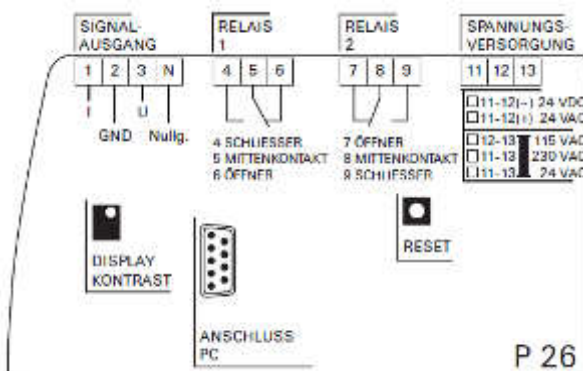 SIGNAL-
AUSGANG
RELAIS
1
RELAIS
2
SPANNUNGS-
VERSORGUNG
1 2 3 N
4 5 6
7 8 9
11 12 13
I U
GND Nullg.
4 SCHLIESSER
5 MITTENKONTAKT
6 ÖFFNER
7 ÖFFNER
8 MITTENKONTAKT
9 SCHLIESSER
11-12(-) 24 VDC
11-12(+) 24 VAC
12-13 115 VAC
11-13 230 VAC
11-13 24 VAC
DISPLAY
KONTRAST
ANSCHLUSS
PC
RESET
P 26